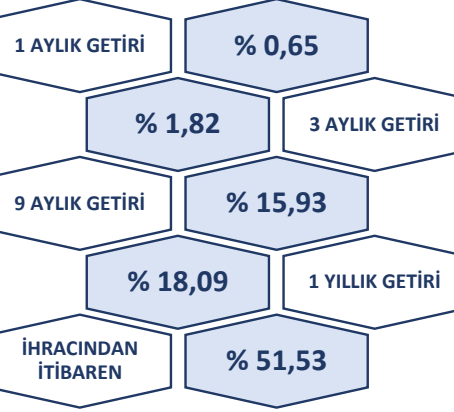 1 AYLIK GETİRİ
% 0,65
% 1,82
3 AYLIK GETİRİ
9 AYLIK GETİRİ
% 15,93
% 18,09
1 YILLIK GETİRİ
İHRACINDAN
İTİBAREN
% 51,53